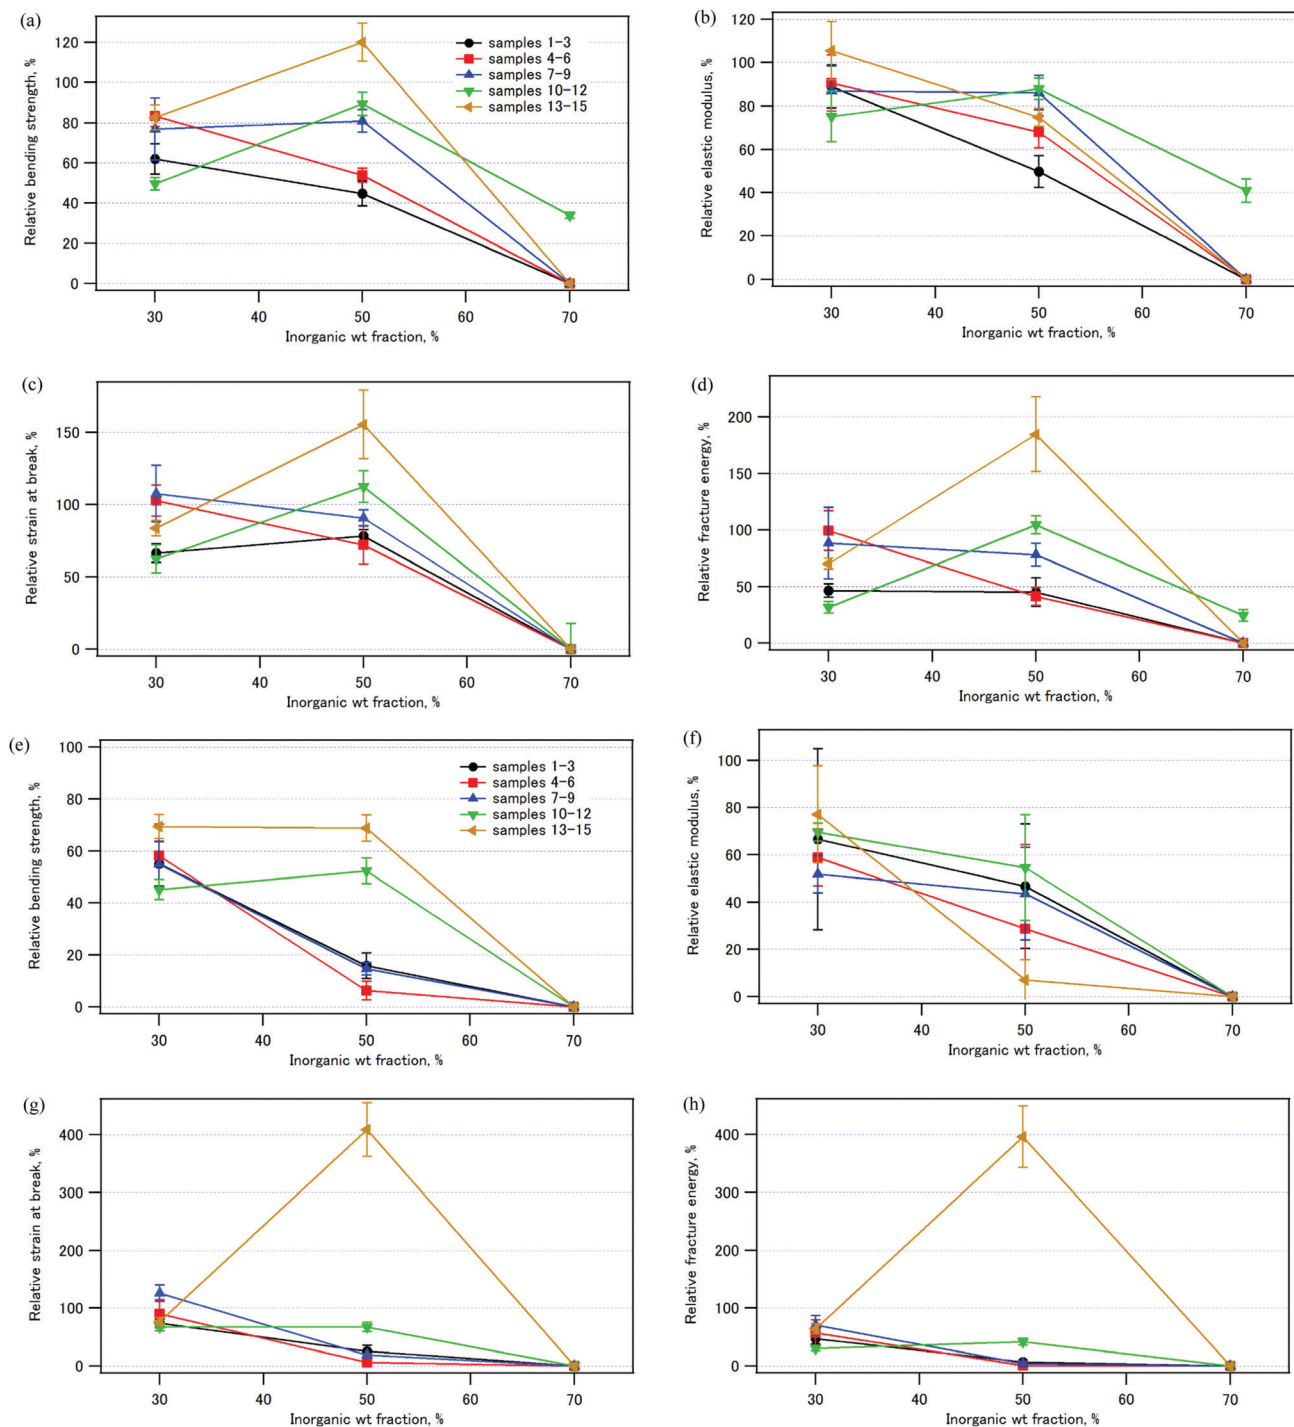 (a)
Relative bending strength, %
120
100
80
60
40
20
0
samples 1-3
samples 4-6
samples 7-9
samples 10-12
samples 13-15
30
40
50
60
70
Inorganic wt fraction, %
(b)
Relative elastic modulus, %
120
100
80
60
40
20
0
30
40
50
60
70
Inorganic wt fraction, %
(c)
Relative strain at break, %
150
100
50
0
30
40
50
60
70
Inorganic wt fraction, %
(d)
Relative fracture energy, %
200
150
100
50
0
30
40
50
60
70
Inorganic wt fraction, %
(e)
Relative bending strength, %
100
80
60
40
20
0
samples 1-3
samples 4-6
samples 7-9
samples 10-12
samples 13-15
30
40
50
60
70
Inorganic wt fraction, %
(f)
Relative elastic modulus, %
100
80
60
40
20
0
30
40
50
60
70
Inorganic wt fraction, %
(g)
Relative strain at break, %
400
300
200
100
0
30
40
50
60
70
Inorganic wt fraction, %
(h)
Relative fracture energy, %
400
300
200
100
0
30
40
50
60
70
Inorganic wt fraction, %